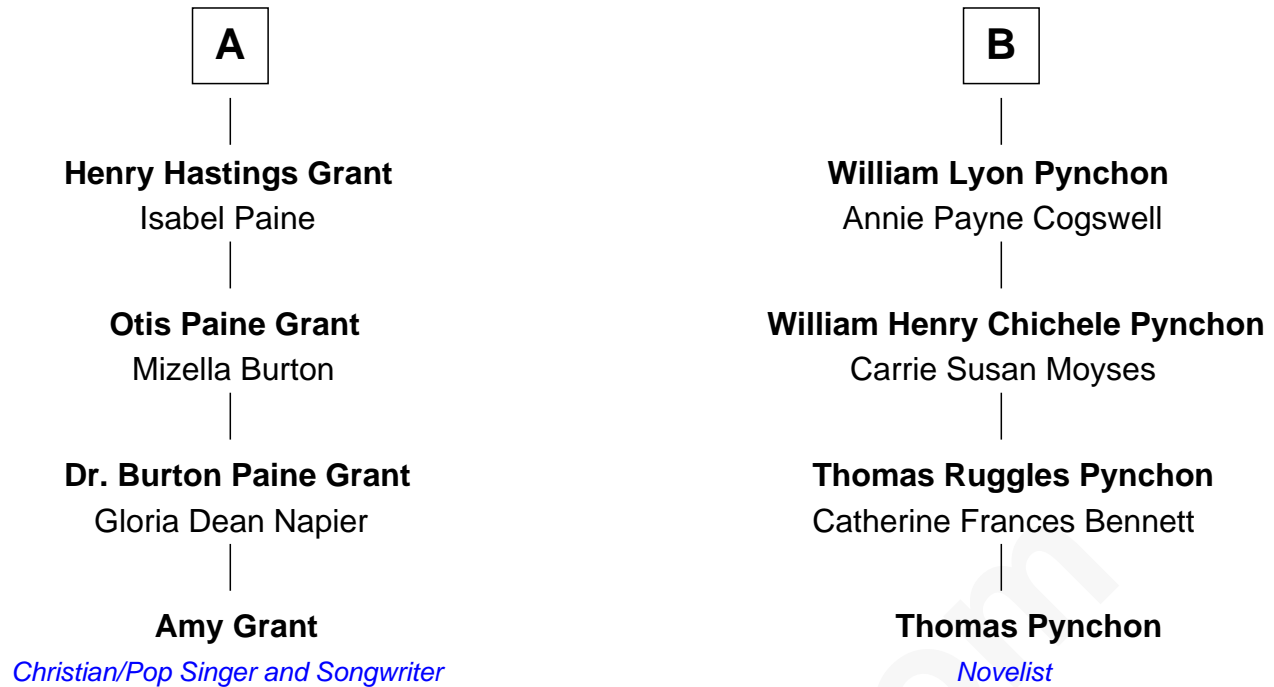 A
Henry Hastings Grant
Isabel Paine
Otis Paine Grant
Mizella Burton
Dr. Burton Paine Grant
Gloria Dean Napier
Amy Grant
Christian/Pop Singer and Songwriter
B
William Lyon Pynchon
Annie Payne Cogswell
William Henry Chichele Pynchon
Carrie Susan Moyses
Thomas Ruggles Pynchon
Catherine Frances Bennett
Thomas Pynchon
Novelist